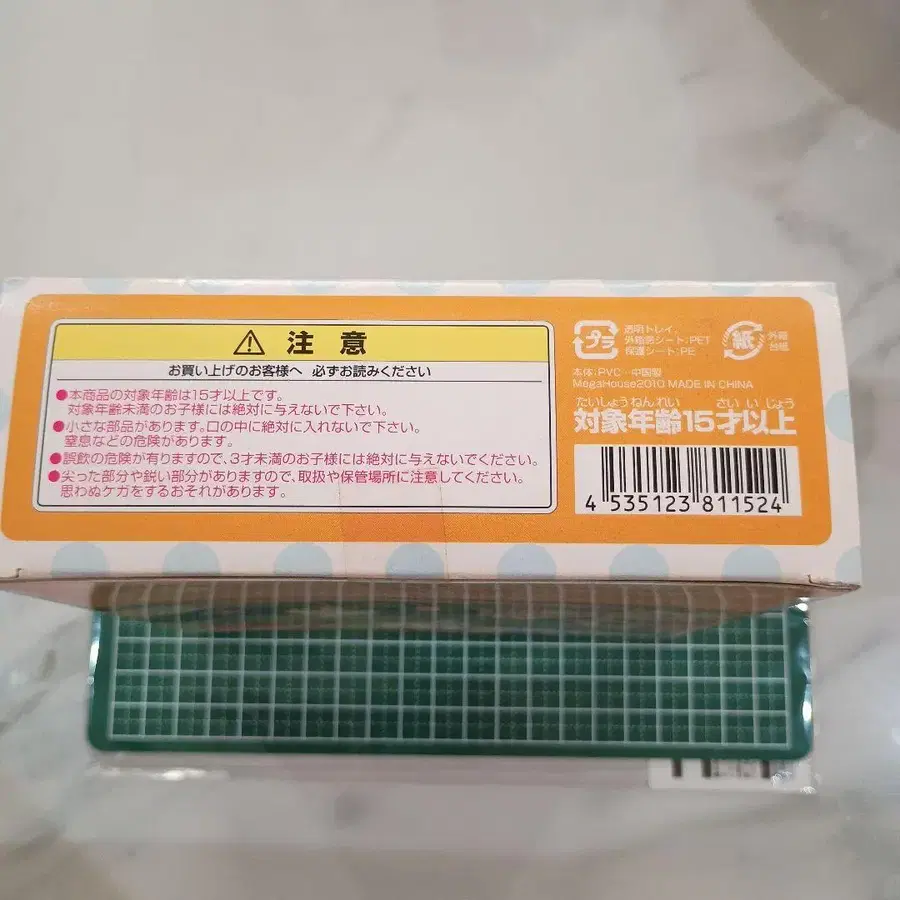 注意
お買い上げのお客様へ 必ずお読みください
●本商品の対象年齢は15才以上です。
対象年齢未満のお子様には絶対に与えないで下さい。
●小さな部品があります。口の中に絶対に入れないで下さい。
窒息などの危険があります。
●誤飲の危険が有りますので、3才未満のお子様には絶対に与えないでください。
●尖った部分や鋭い部分がありますので、取扱や保管場所に注意してください。
思わぬケガをするおそれがあります。
プラ
透明トレイ,
外箱窓シート:PET
保護シート:PE
紙
外箱
台紙
本体:PVC 中国製
MegaHouse2010 MADE IN CHINA
たいしょうねんれい さいいじょう
対象年齢15才以上
4 535123 811524